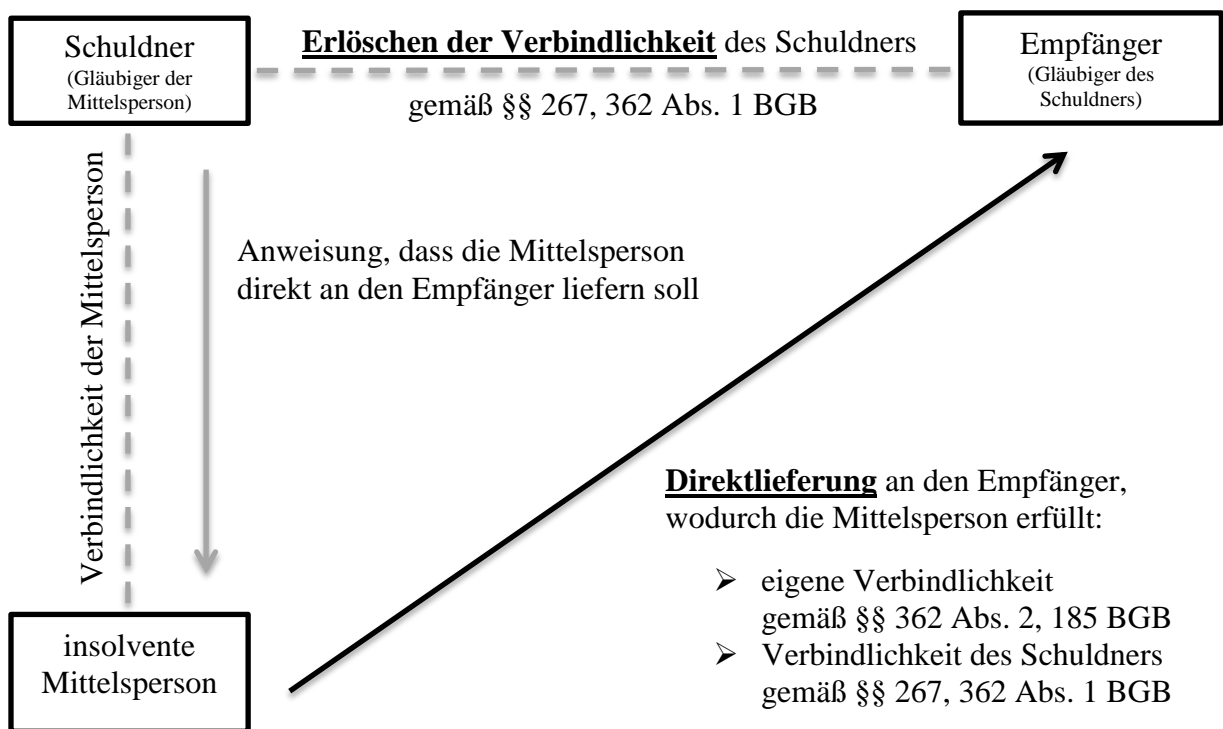 Schuldner
(Gläubiger der
Mittelsperson)
Erlöschen der Verbindlichkeit des Schuldners
gemäß §§ 267, 362 Abs. 1 BGB
Empfänger
(Gläubiger des
Schuldners)
Verbindlichkeit der Mittelsperson
Anweisung, dass die Mittelsperson
direkt an den Empfänger liefern soll
Direktlieferung an den Empfänger,
wodurch die Mittelsperson erfüllt:
➢ eigene Verbindlichkeit
gemäß §§ 362 Abs. 2, 185 BGB
➢ Verbindlichkeit des Schuldners
gemäß §§ 267, 362 Abs. 1 BGB
insolvente
Mittelsperson